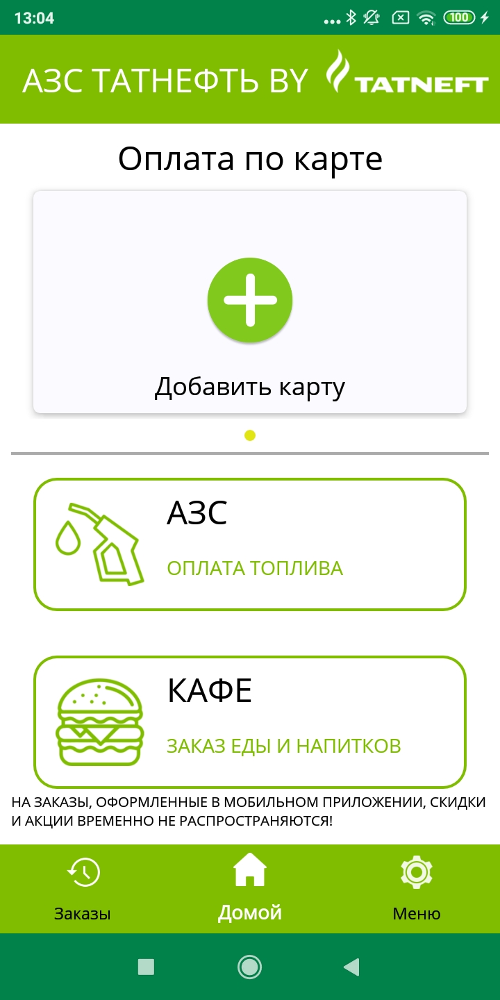 13:04
100
АЗС ТАТНЕФТЬ BY
TATNEFT
Оплата по карте
Добавить карту
АЗС
ОПЛАТА ТОПЛИВА
КАФЕ
ЗАКАЗ ЕДЫ И НАПИТКОВ
НА ЗАКАЗЫ, ОФОРМЛЕННЫЕ В МОБИЛЬНОМ ПРИЛОЖЕНИИ, СКИДКИ
И АКЦИИ ВРЕМЕННО НЕ РАСПРОСТРАНЯЮТСЯ!
Заказы
Домой
Меню